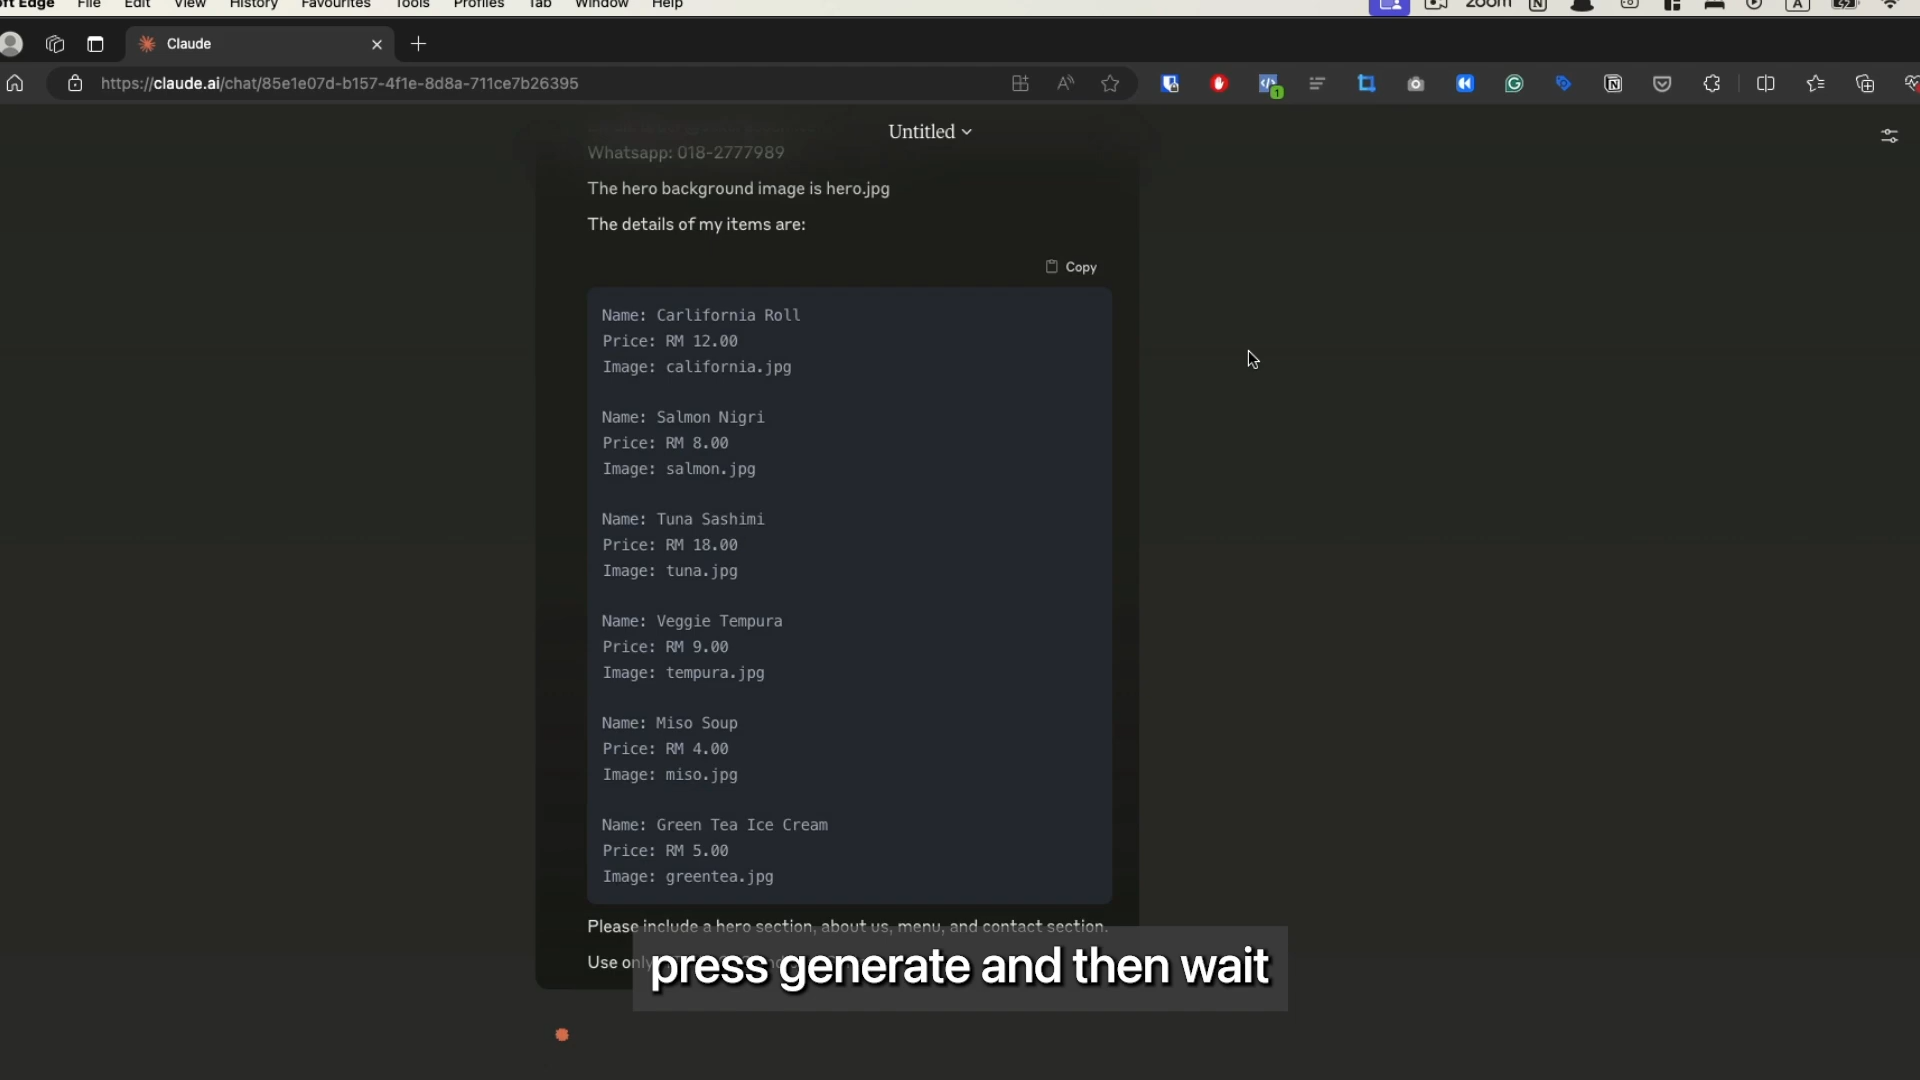 Edge File Edit View History Favourites Tools Profiles Tab Window Help zoom
Claude
https://claude.ai/chat/85e1e07d-b157-4f1e-8d8a-711ce7b26395
1
Untitled
Whatsapp: 018-2777989
The hero background image is hero.jpg
The details of my items are:
Copy
Name: Carlifornia Roll
Price: RM 12.00
Image: california.jpg
Name: Salmon Nigri
Price: RM 8.00
Image: salmon.jpg
Name: Tuna Sashimi
Price: RM 18.00
Image: tuna.jpg
Name: Veggie Tempura
Price: RM 9.00
Image: tempura.jpg
Name: Miso Soup
Price: RM 4.00
Image: miso.jpg
Name: Green Tea Ice Cream
Price: RM 5.00
Image: greentea.jpg
Please include a hero section, about us, menu, and contact section.
Use only
press generate and then wait